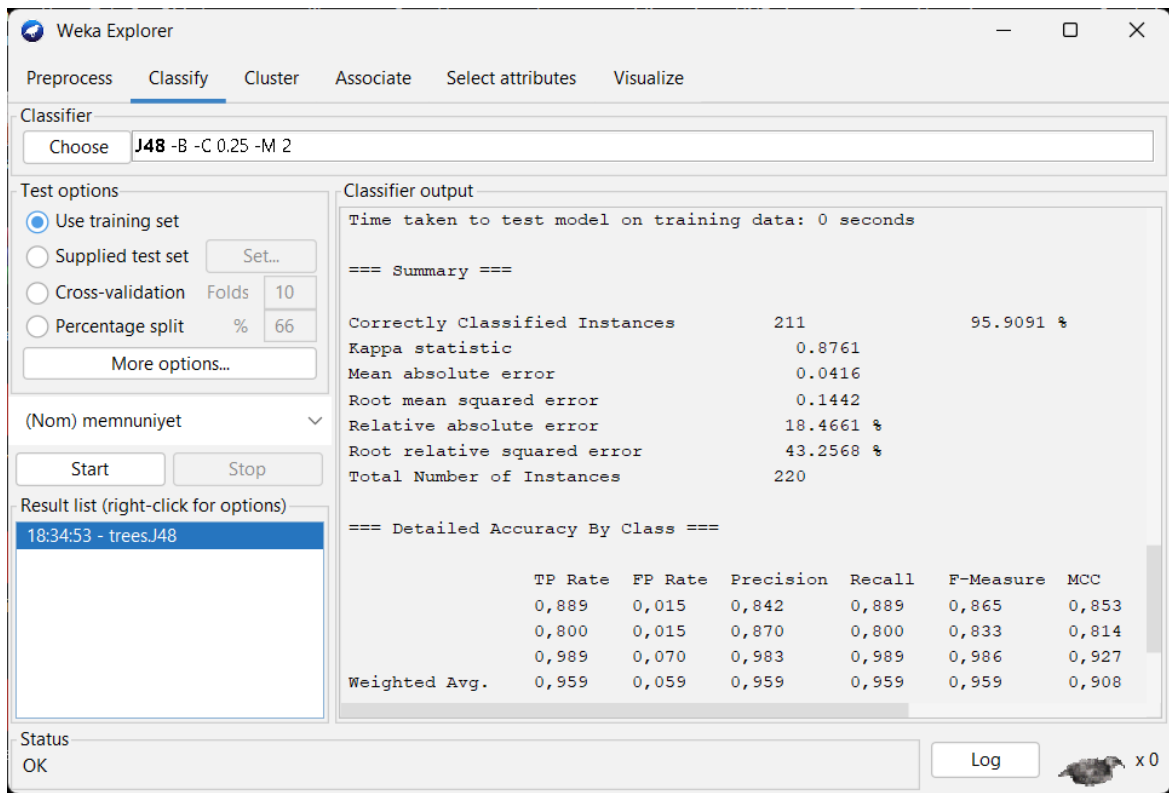 Weka Explorer
Preprocess Classify Cluster Associate Select attributes Visualize
Classifier
Choose J48 -B -C 0.25 -M 2
Test options
Use training set
Supplied test set Set...
Cross-validation Folds 10
Percentage split % 66
More options...
(Nom) memnuniyet
Start Stop
Result list (right-click for options)
18:34:53 - trees.J48
Classifier output
Time taken to test model on training data: 0 seconds
=== Summary ===
Correctly Classified Instances 211 95.9091 %
Kappa statistic 0.8761
Mean absolute error 0.0416
Root mean squared error 0.1442
Relative absolute error 18.4661 %
Root relative squared error 43.2568 %
Total Number of Instances 220
=== Detailed Accuracy By Class ===
TP Rate FP Rate Precision Recall F-Measure MCC
0,889 0,015 0,842 0,889 0,865 0,853
0,800 0,015 0,870 0,800 0,833 0,814
0,989 0,070 0,983 0,989 0,986 0,927
Weighted Avg. 0,959 0,059 0,959 0,959 0,959 0,908
Status
OK
Log x 0